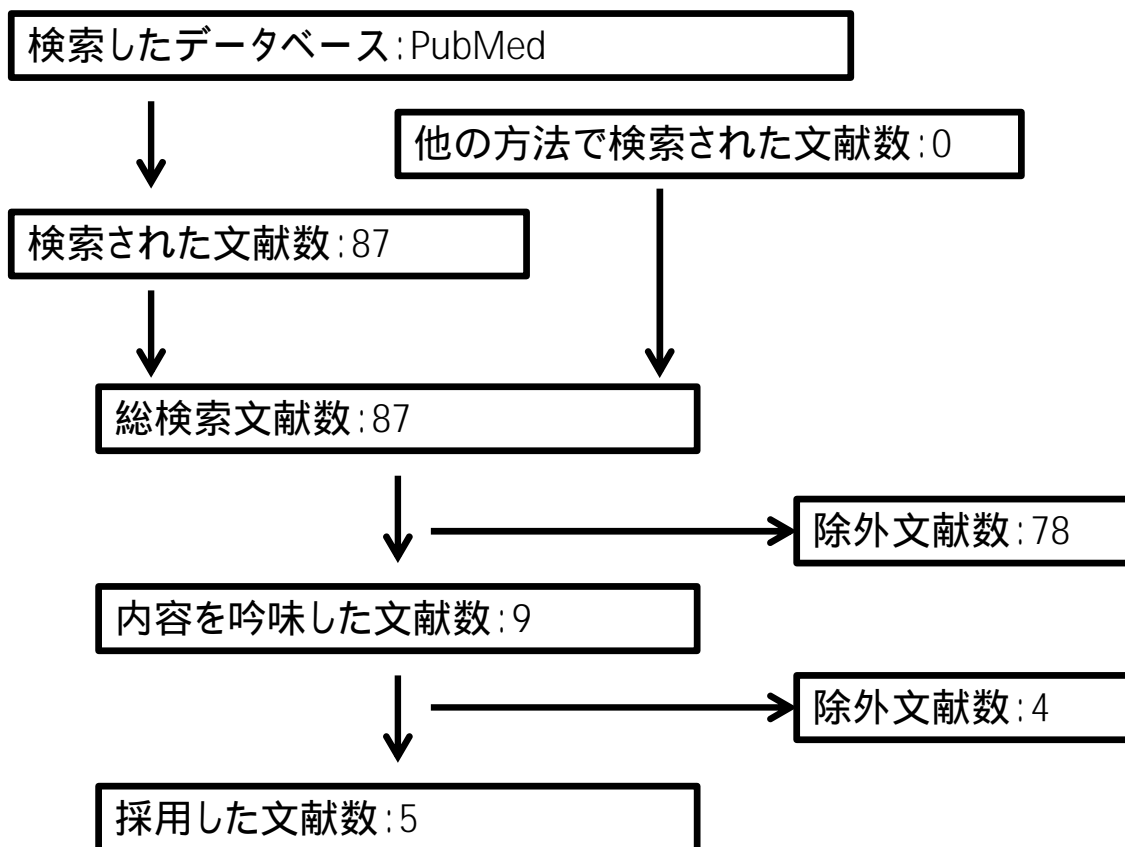 検索したデータベース:PubMed
他の方法で検索された文献数:0
検索された文献数:87
総検索文献数:87
除外文献数:78
内容を吟味した文献数:9
除外文献数:4
採用した文献数:5